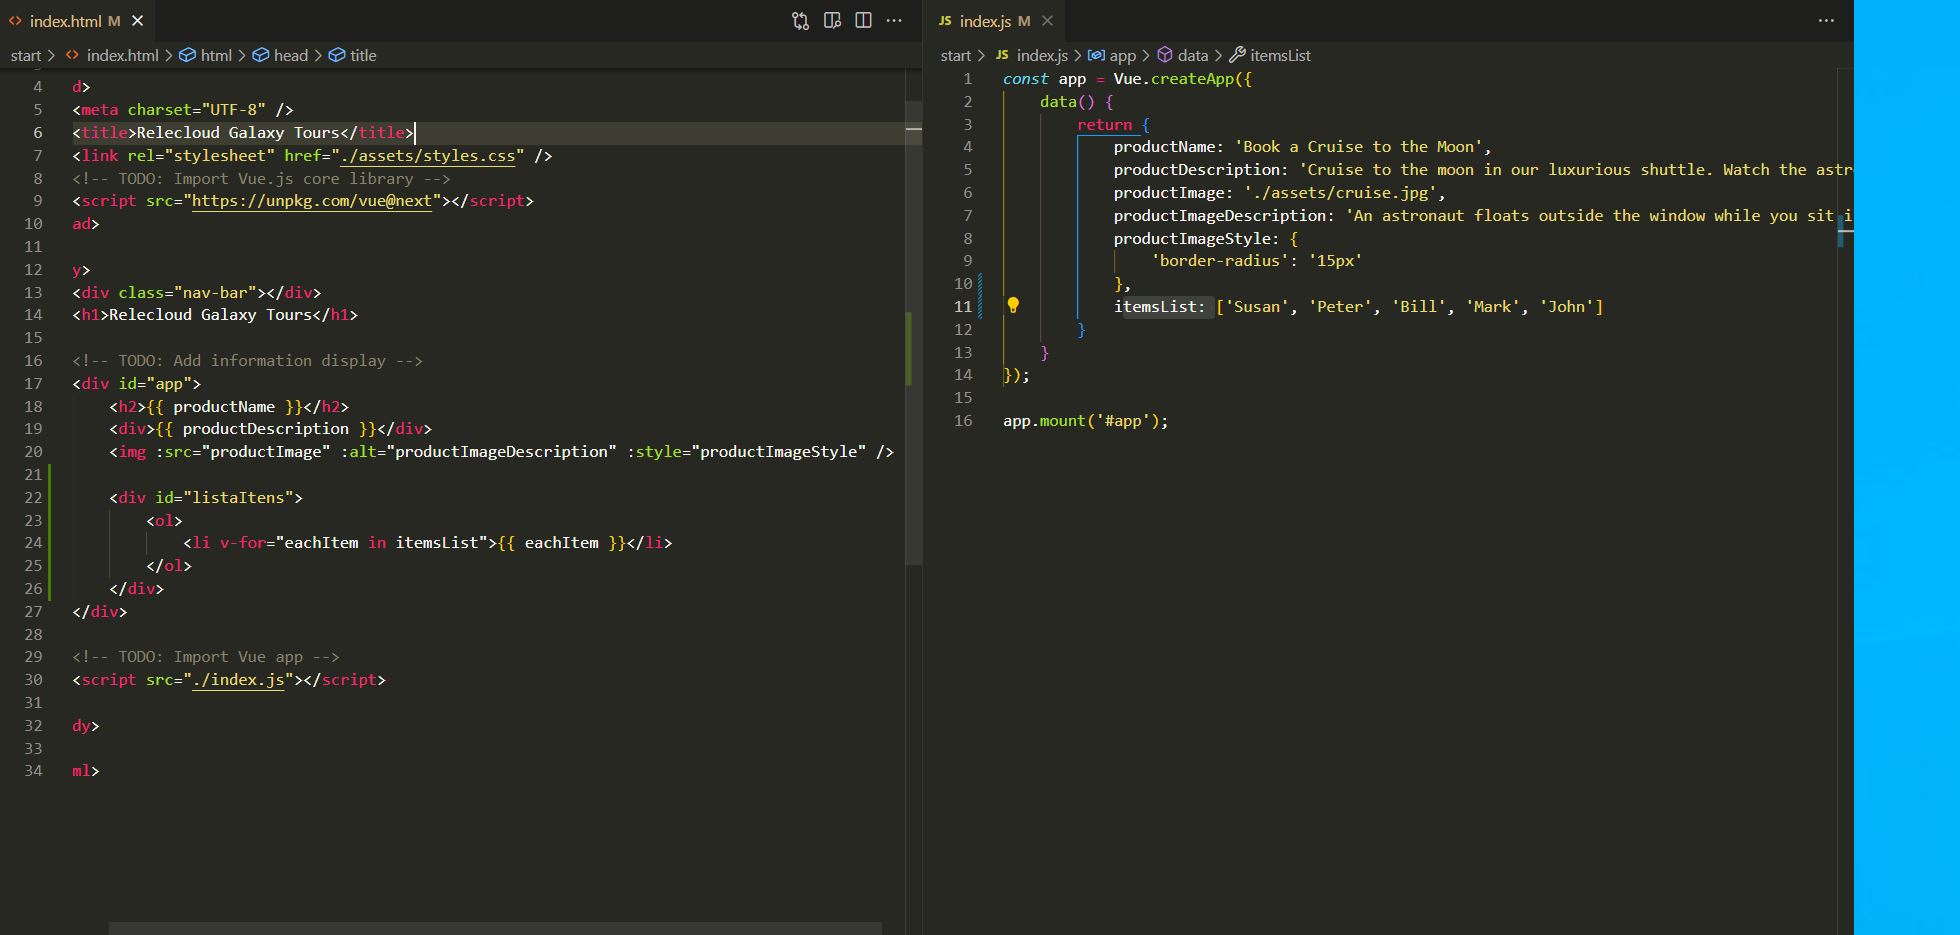 index.html M
start > index.html > html > head > title
4 d>
5 <meta charset="UTF-8" />
6 <title>Relecloud Galaxy Tours</title>
7 <link rel="stylesheet" href="./assets/styles.css" />
8 <!-- TODO: Import Vue.js core library -->
9 <script src="https://unpkg.com/vue@next"></script>
10 ad>
11
12 y>
13 <div class="nav-bar"></div>
14 <h1>Relecloud Galaxy Tours</h1>
15
16 <!-- TODO: Add information display -->
17 <div id="app">
18 <h2>{{ productName }}</h2>
19 <div>{{ productDescription }}</div>
20 <img :src="productImage" :alt="productImageDescription" :style="productImageStyle" />
21
22 <div id="listaItens">
23 <ol>
24 <li v-for="eachItem in itemsList">{{ eachItem }}</li>
25 </ol>
26 </div>
27 </div>
28
29 <!-- TODO: Import Vue app -->
30 <script src="./index.js"></script>
31
32 dy>
33
34 ml>
JS index.js M
start > JS index.js > app > data > itemsList
1 const app = Vue.createApp({
2 data() {
3 return {
4 productName: 'Book a Cruise to the Moon',
5 productDescription: 'Cruise to the moon in our luxurious shuttle. Watch the astr
6 productImage: './assets/cruise.jpg',
7 productImageDescription: 'An astronaut floats outside the window while you sit i
8 productImageStyle: {
9 'border-radius': '15px'
10 },
11 itemsList: ['Susan', 'Peter', 'Bill', 'Mark', 'John']
12 }
13 }
14 });
15
16 app.mount('#app');